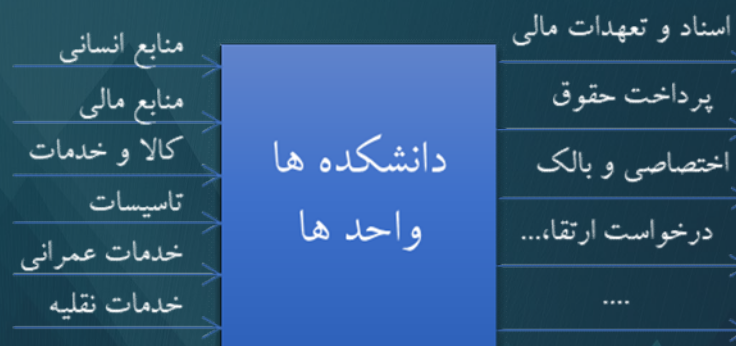 منابع انسانی
منابع مالی
کالا و خدمات
تاسیسات
خدمات عمرانی
خدمات نقلیه
دانشکده ها
واحد ها
اسناد و تعهدات مالی
پرداخت حقوق
اختصاصی و بالک
درخواست ارتقا،...
....